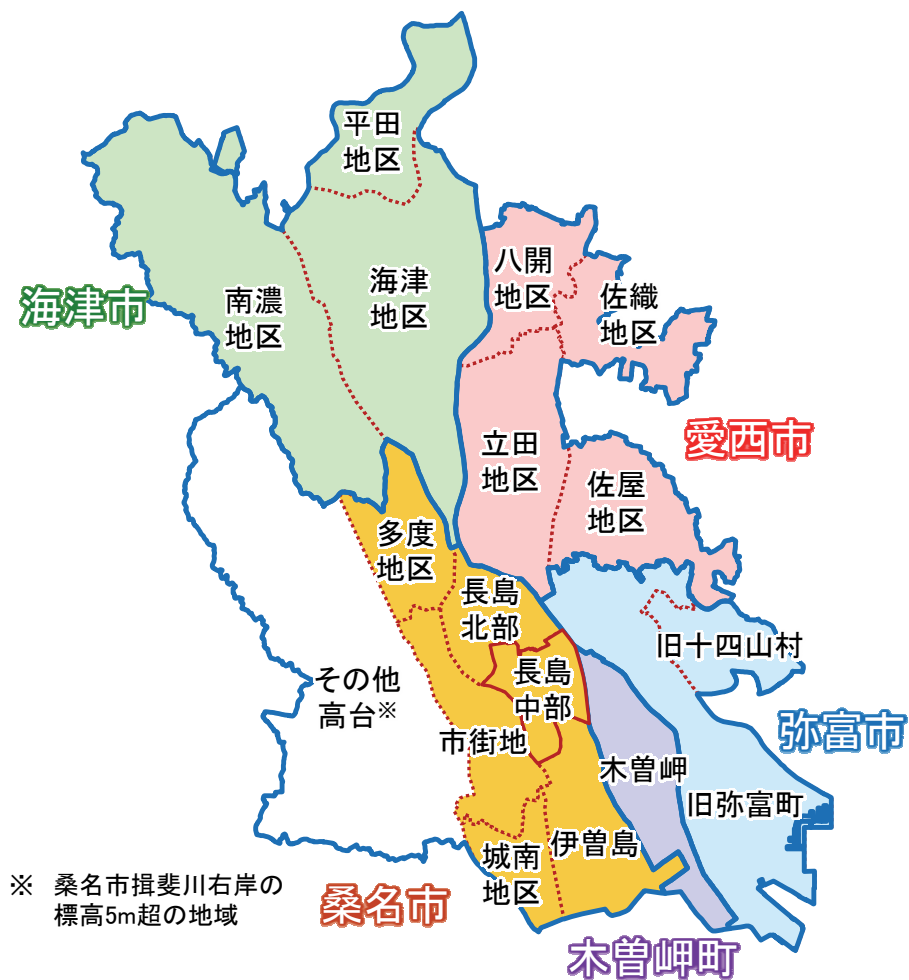 平田
地区
八開
地区
海津
地区
佐織
地区
南濃
地区
海津市
愛西市
立田
地区
佐屋
地区
多度
地区
長島
北部
旧十四山村
その他
高台※
長島
中部
市街地
弥富市
木曽岬
旧弥富町
伊曽島
城南
地区
※ 桑名市揖斐川右岸の
標高5m超の地域
桑名市
木曽岬町